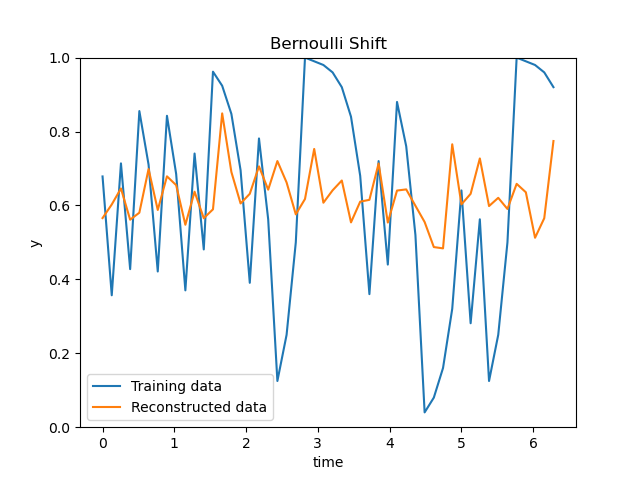 Bernoulli Shift
1.0
0.8
0.6
0.4
0.2
0.0
y
Training data
Reconstructed data
0 1 2 3 4 5 6
time